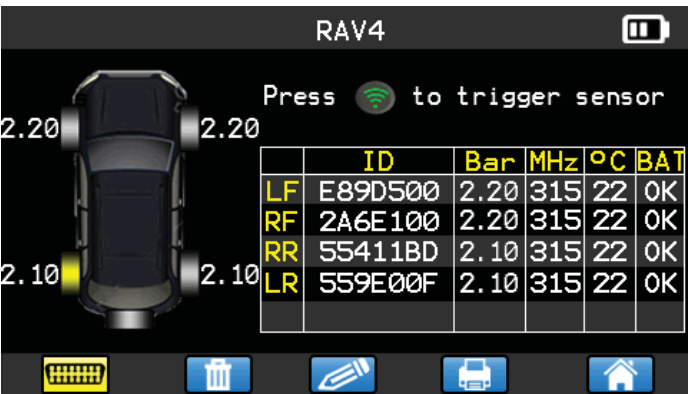 RAV4
Press to trigger sensor
2.20 2.20
ID Bar MHz ºC BAT
LF E89D500 2.20 315 22 OK
RF 2A6E100 2.20 315 22 OK
RR 55411BD 2.10 315 22 OK
2.10 2.10
LR 559E00F 2.10 315 22 OK